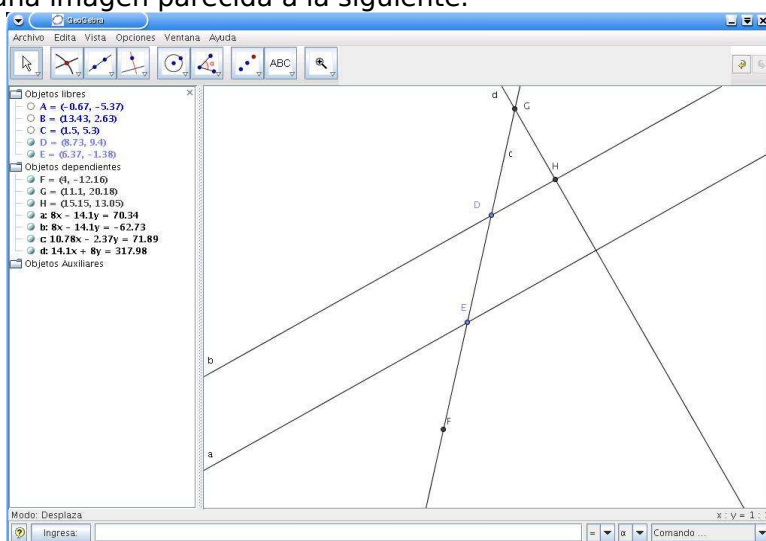 una imagen parecida a la siguiente:
GeoGebra
Archivo Edita Vista Opciones Ventana Ayuda
ABC
Objetos libres
A = (-0.67, -5.37)
B = (13.43, 2.63)
C = (1.5, 5.3)
D = (8.73, 9.4)
E = (6.37, -1.38)
Objetos dependientes
F = (4, -12.16)
G = (11.1, 20.18)
H = (15.15, 13.05)
a: 8x - 14.1y = 70.34
b: 8x - 14.1y = -62.73
c: 10.78x - 2.37y = 71.89
d: 14.1x + 8y = 317.98
Objetos Auxiliares
d
G
c
H
D
E
b
F
a
Modo: Desplaza
x : y = 1 :
Ingresa:
=
α
Comando ...